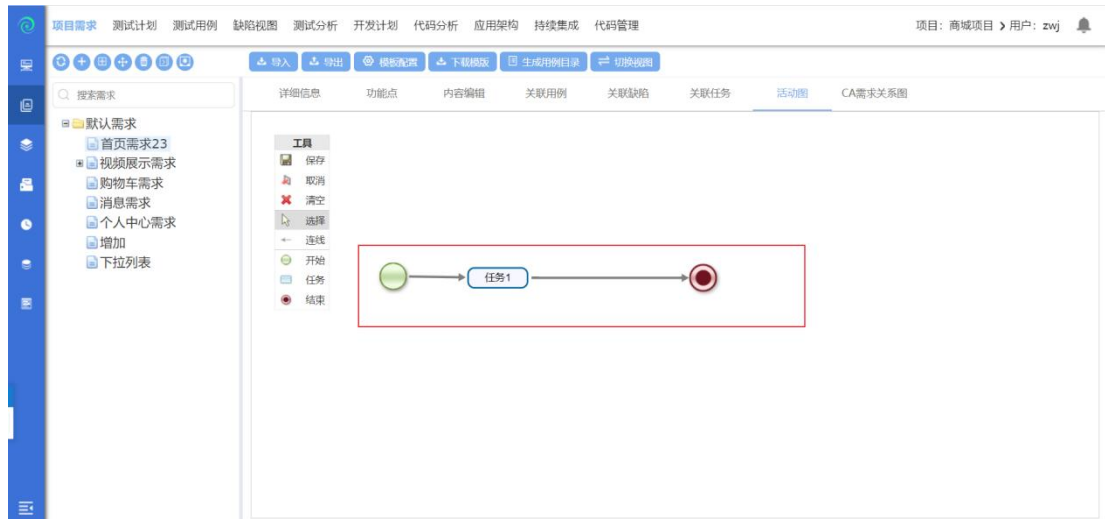 项目需求 测试计划 测试用例 缺陷视图 测试分析 开发计划 代码分析 应用架构 持续集成 代码管理 项目：商城项目 > 用户：zwj
导入 导出 模板配置 下载模版 生成用例目录 切换视图
搜索需求
详细信息 功能点 内容编辑 关联用例 关联缺陷 关联任务 活动图 CA需求关系图
默认需求
首页需求23
视频展示需求
购物车需求
消息需求
个人中心需求
增加
下拉列表
工具
保存
取消
清空
选择
连线
开始
任务
结束
任务1